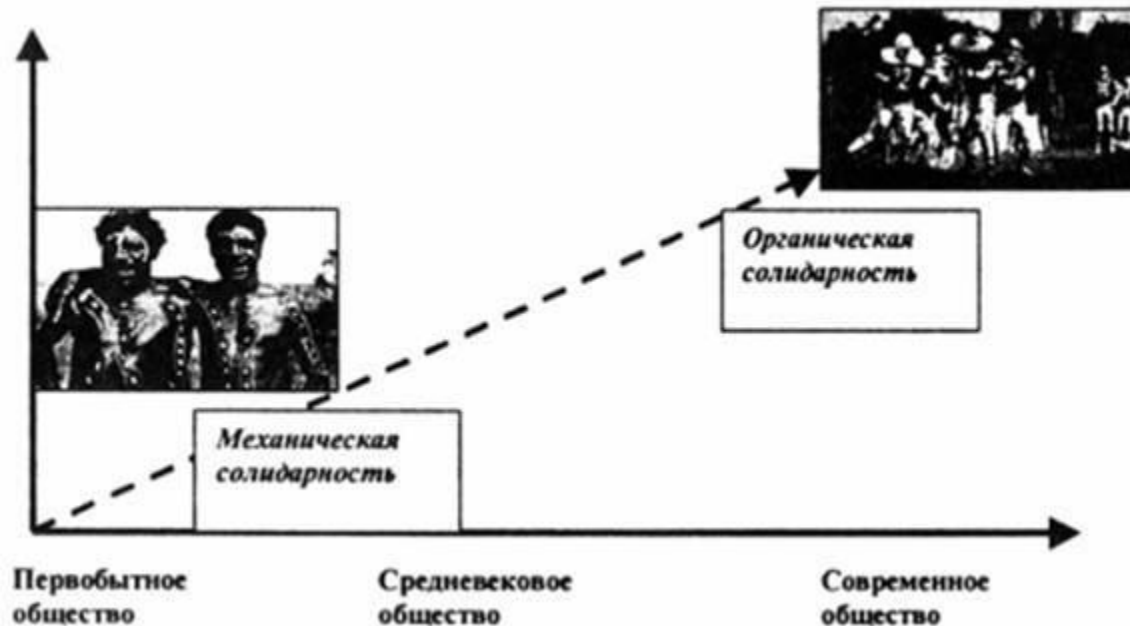 Органическая
солидарность
Механическая
солидарность
Первобытное
общество
Средневековое
общество
Современное
общество